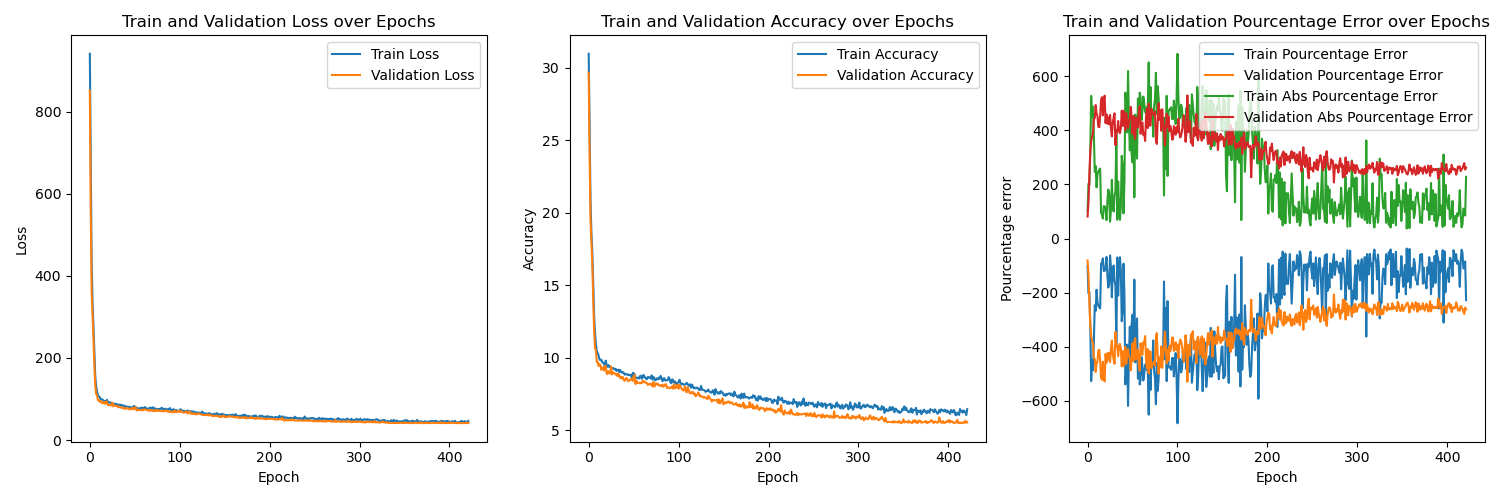 Train and Validation Loss over Epochs
Train Loss
Validation Loss
Loss
800
600
400
200
0
0 100 200 300 400
Epoch
Train and Validation Accuracy over Epochs
Train Accuracy
Validation Accuracy
Accuracy
30
25
20
15
10
5
0 100 200 300 400
Epoch
Train and Validation Pourcentage Error over Epochs
Train Pourcentage Error
Validation Pourcentage Error
Train Abs Pourcentage Error
Validation Abs Pourcentage Error
Pourcentage error
600
400
200
0
−200
−400
−600
0 100 200 300 400
Epoch